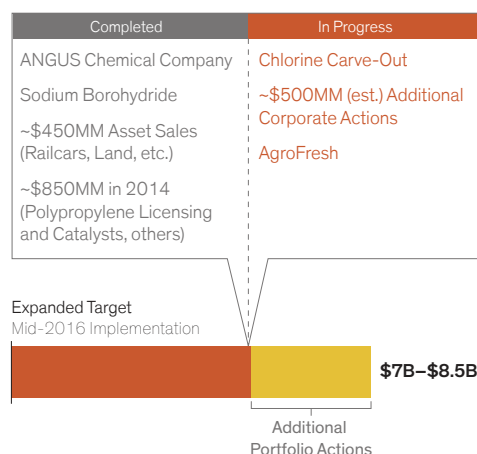 Completed
In Progress
ANGUS Chemical Company
Sodium Borohydride
~$450MM Asset Sales
(Railcars, Land, etc.)
~$850MM in 2014
(Polypropylene Licensing
and Catalysts, others)
Chlorine Carve-Out
~$500MM (est.) Additional
Corporate Actions
AgroFresh
Expanded Target
Mid-2016 Implementation
$7B–$8.5B
Additional
Portfolio Actions